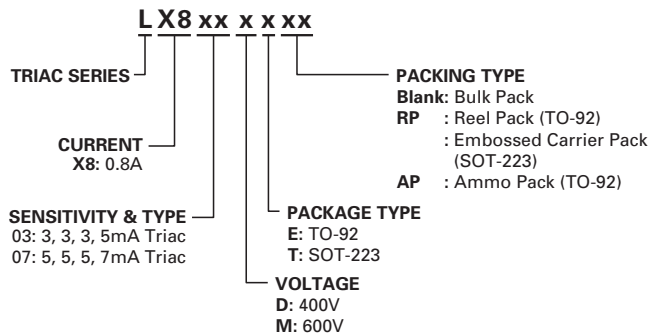 L X8 xx x x xx
TRIAC SERIES
CURRENT
X8: 0.8A
SENSITIVITY & TYPE
03: 3, 3, 3, 5mA Triac
07: 5, 5, 5, 7mA Triac
PACKING TYPE
Blank: Bulk Pack
RP : Reel Pack (TO-92)
: Embossed Carrier Pack
(SOT-223)
AP : Ammo Pack (TO-92)
PACKAGE TYPE
E: TO-92
T: SOT-223
VOLTAGE
D: 400V
M: 600V